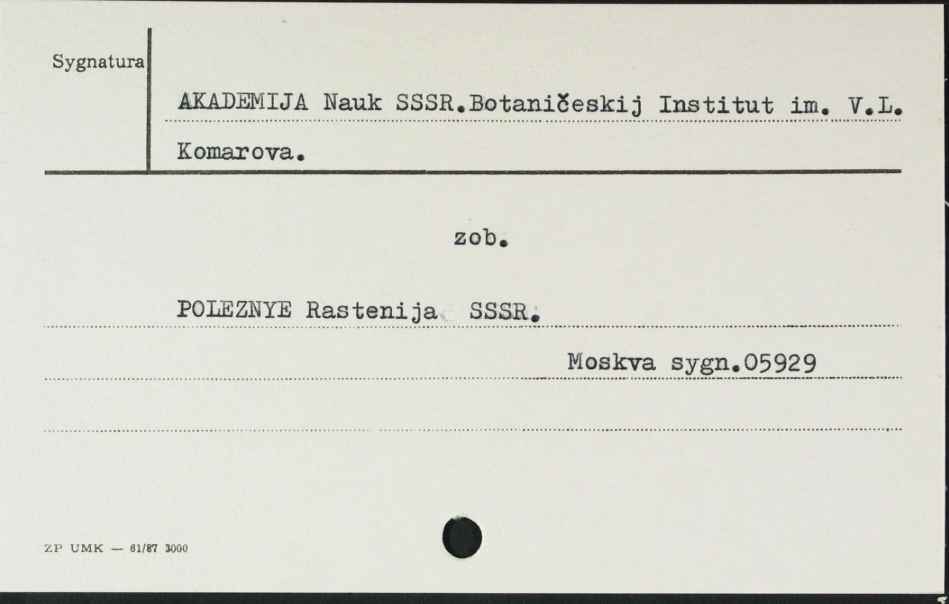 Sygnatura
AKADEMIJA Nauk SSSR.Botaničeskij Institut im. V.L.
Komarova.
zob.
POLEZNYE Rastenija SSSR.
Moskva sygn.05929
ZP UMK — 61/87 3000